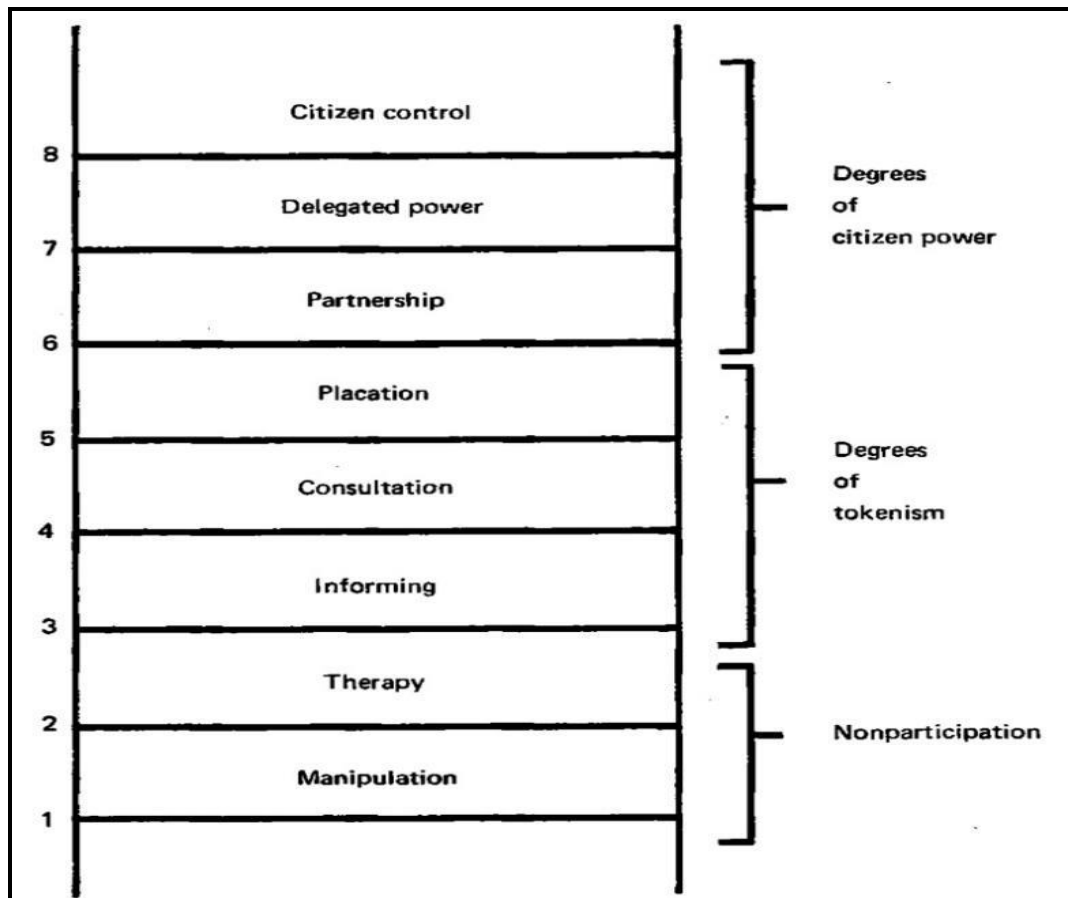 Citizen control
8
Delegated power
7
Partnership
6
Placation
5
Consultation
4
Informing
3
Therapy
2
Manipulation
1
Degrees
of
citizen power
Degrees
of
tokenism
Nonparticipation